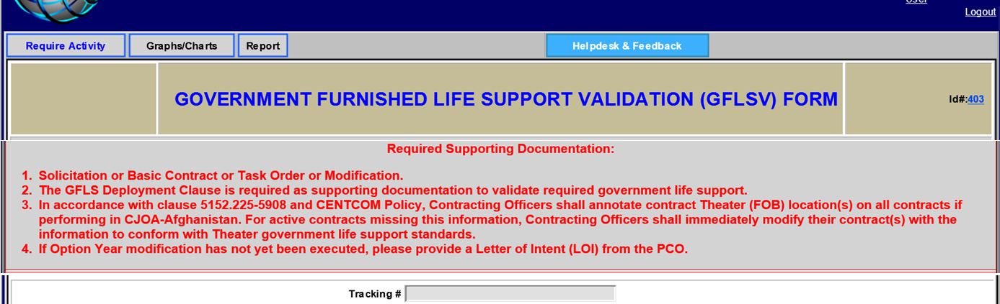 User
Logout
Require Activity Graphs/Charts Report Helpdesk & Feedback
GOVERNMENT FURNISHED LIFE SUPPORT VALIDATION (GFLSV) FORM Id#:403
Required Supporting Documentation:
1. Solicitation or Basic Contract or Task Order or Modification.
2. The GFLS Deployment Clause is required as supporting documentation to validate required government life support.
3. In accordance with clause 5152.225-5908 and CENTCOM Policy, Contracting Officers shall annotate contract Theater (FOB) location(s) on all contracts if
performing in CJOA-Afghanistan. For active contracts missing this information, Contracting Officers shall immediately modify their contract(s) with the
information to conform with Theater government life support standards.
4. If Option Year modification has not yet been executed, please provide a Letter of Intent (LOI) from the PCO.
Tracking #